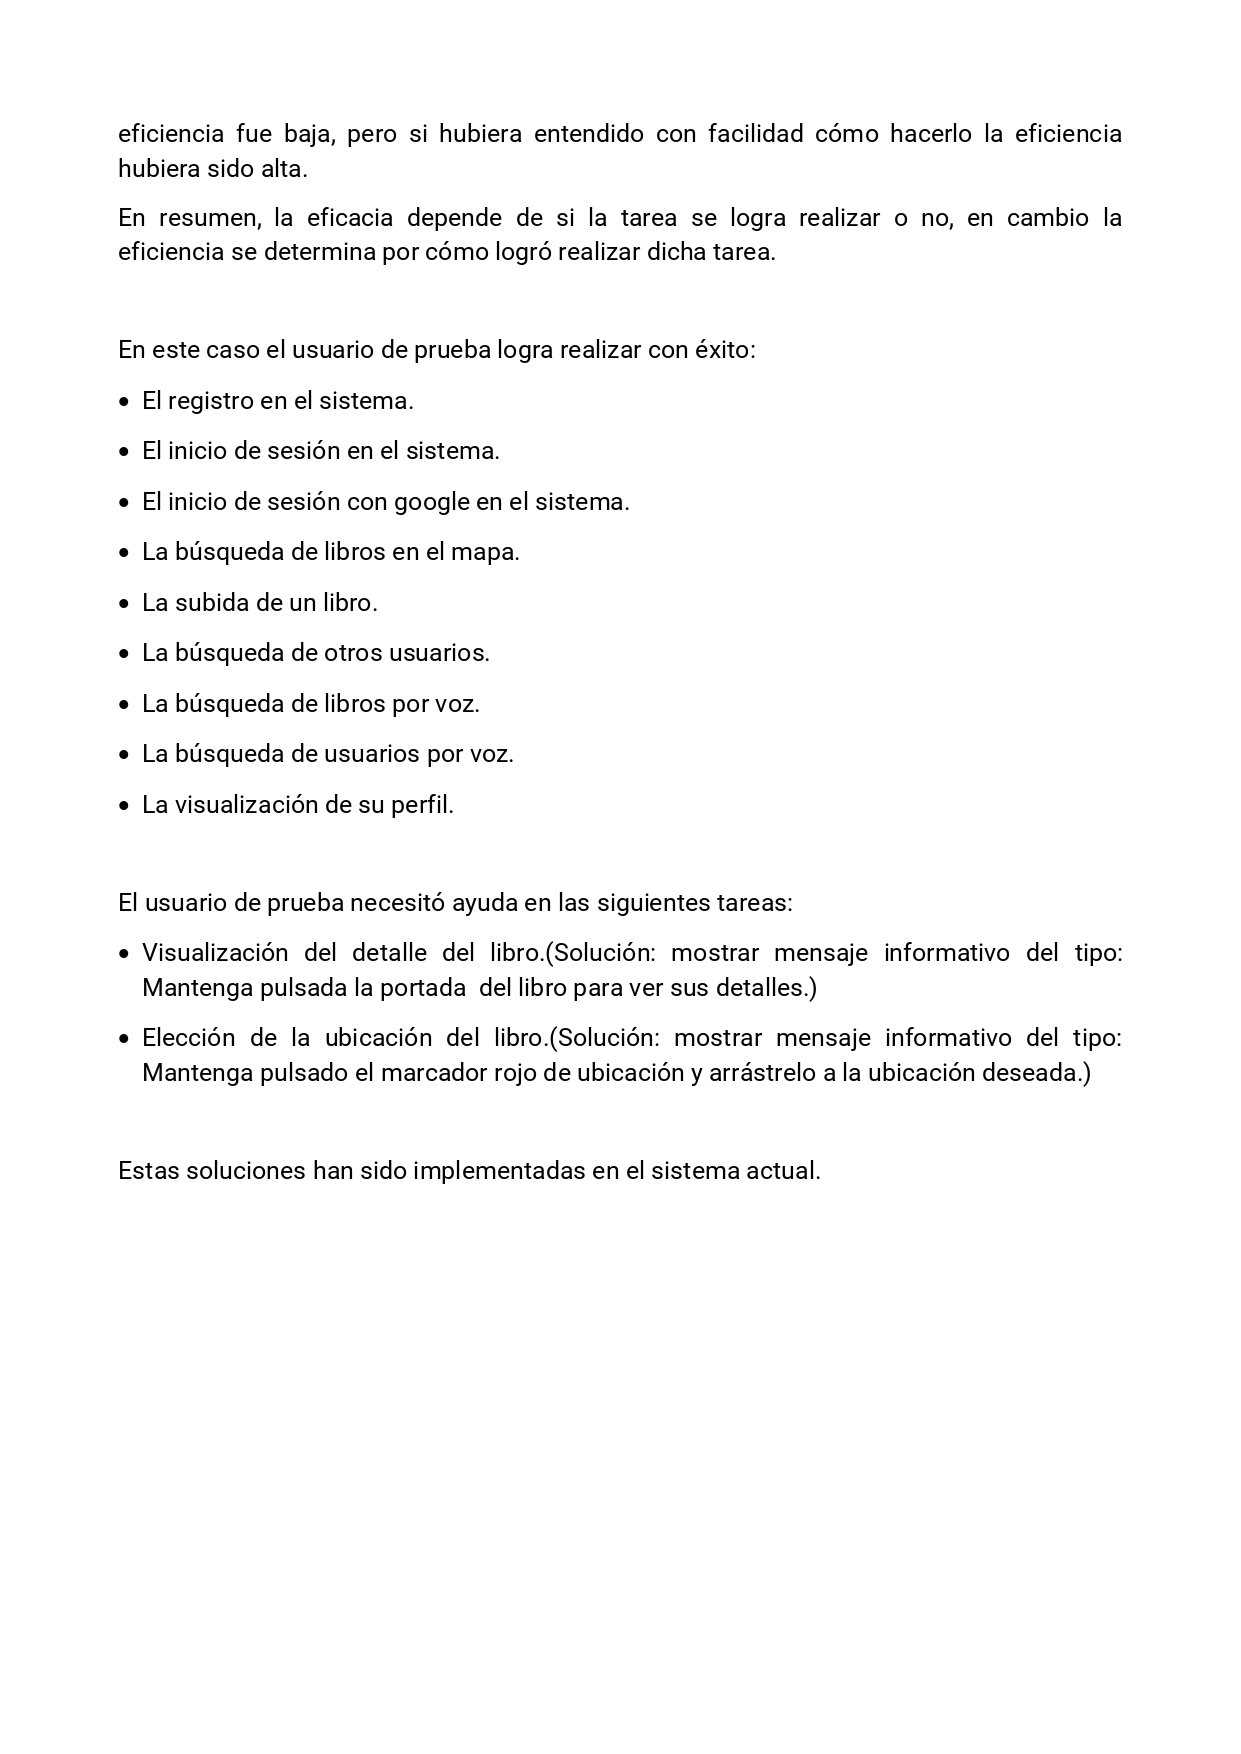 eficiencia fue baja, pero si hubiera entendido con facilidad cómo hacerlo la eficiencia
hubiera sido alta.
En resumen, la eficacia depende de si la tarea se logra realizar o no, en cambio la
eficiencia se determina por cómo logró realizar dicha tarea.
En este caso el usuario de prueba logra realizar con éxito:
• El registro en el sistema.
• El inicio de sesión en el sistema.
• El inicio de sesión con google en el sistema.
• La búsqueda de libros en el mapa.
• La subida de un libro.
• La búsqueda de otros usuarios.
• La búsqueda de libros por voz.
• La búsqueda de usuarios por voz.
• La visualización de su perfil.
El usuario de prueba necesitó ayuda en las siguientes tareas:
• Visualización del detalle del libro.(Solución: mostrar mensaje informativo del tipo:
Mantenga pulsada la portada  del libro para ver sus detalles.)
• Elección de la ubicación del libro.(Solución: mostrar mensaje informativo del tipo:
Mantenga pulsado el marcador rojo de ubicación y arrástrelo a la ubicación deseada.)
Estas soluciones han sido implementadas en el sistema actual.